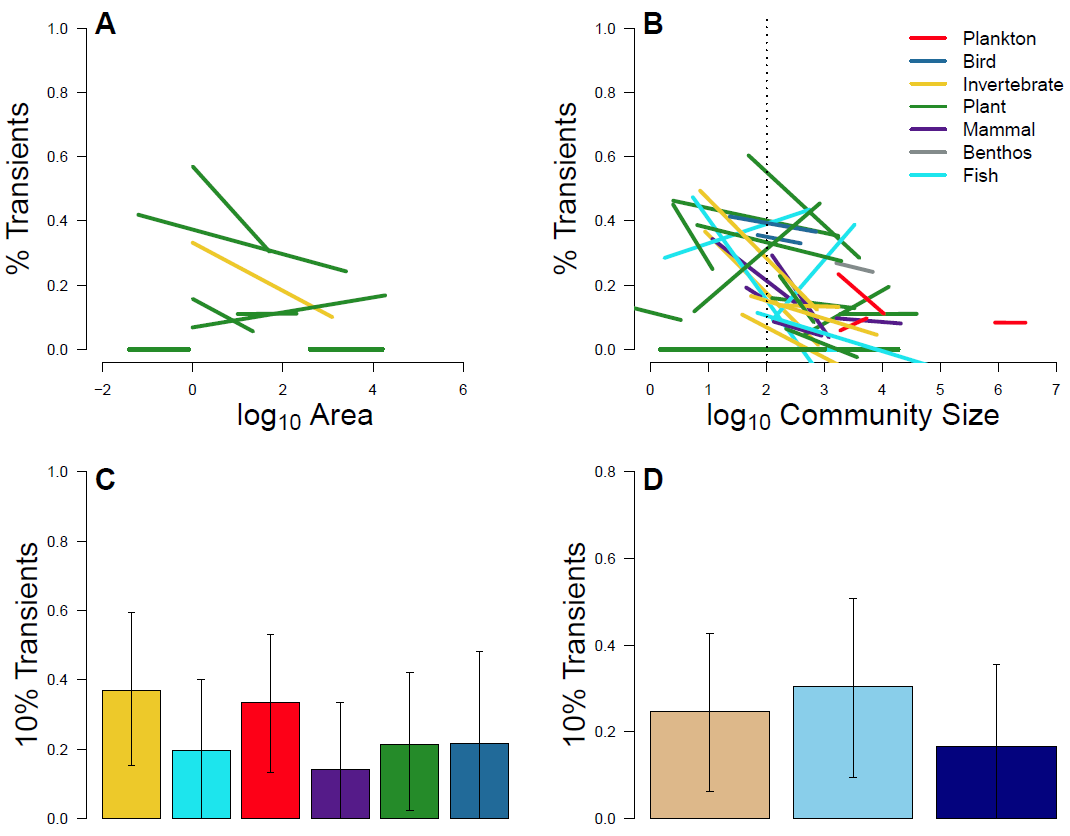 A
% Transients
1.0
0.8
0.6
0.4
0.2
0.0
−2 0 2 4 6
log10 Area
B
% Transients
1.0
0.8
0.6
0.4
0.2
0.0
0 1 2 3 4 5 6 7
log10 Community Size
Plankton
Bird
Invertebrate
Plant
Mammal
Benthos
Fish
C
10% Transients
1.0
0.8
0.6
0.4
0.2
0.0
D
10% Transients
0.8
0.6
0.4
0.2
0.0